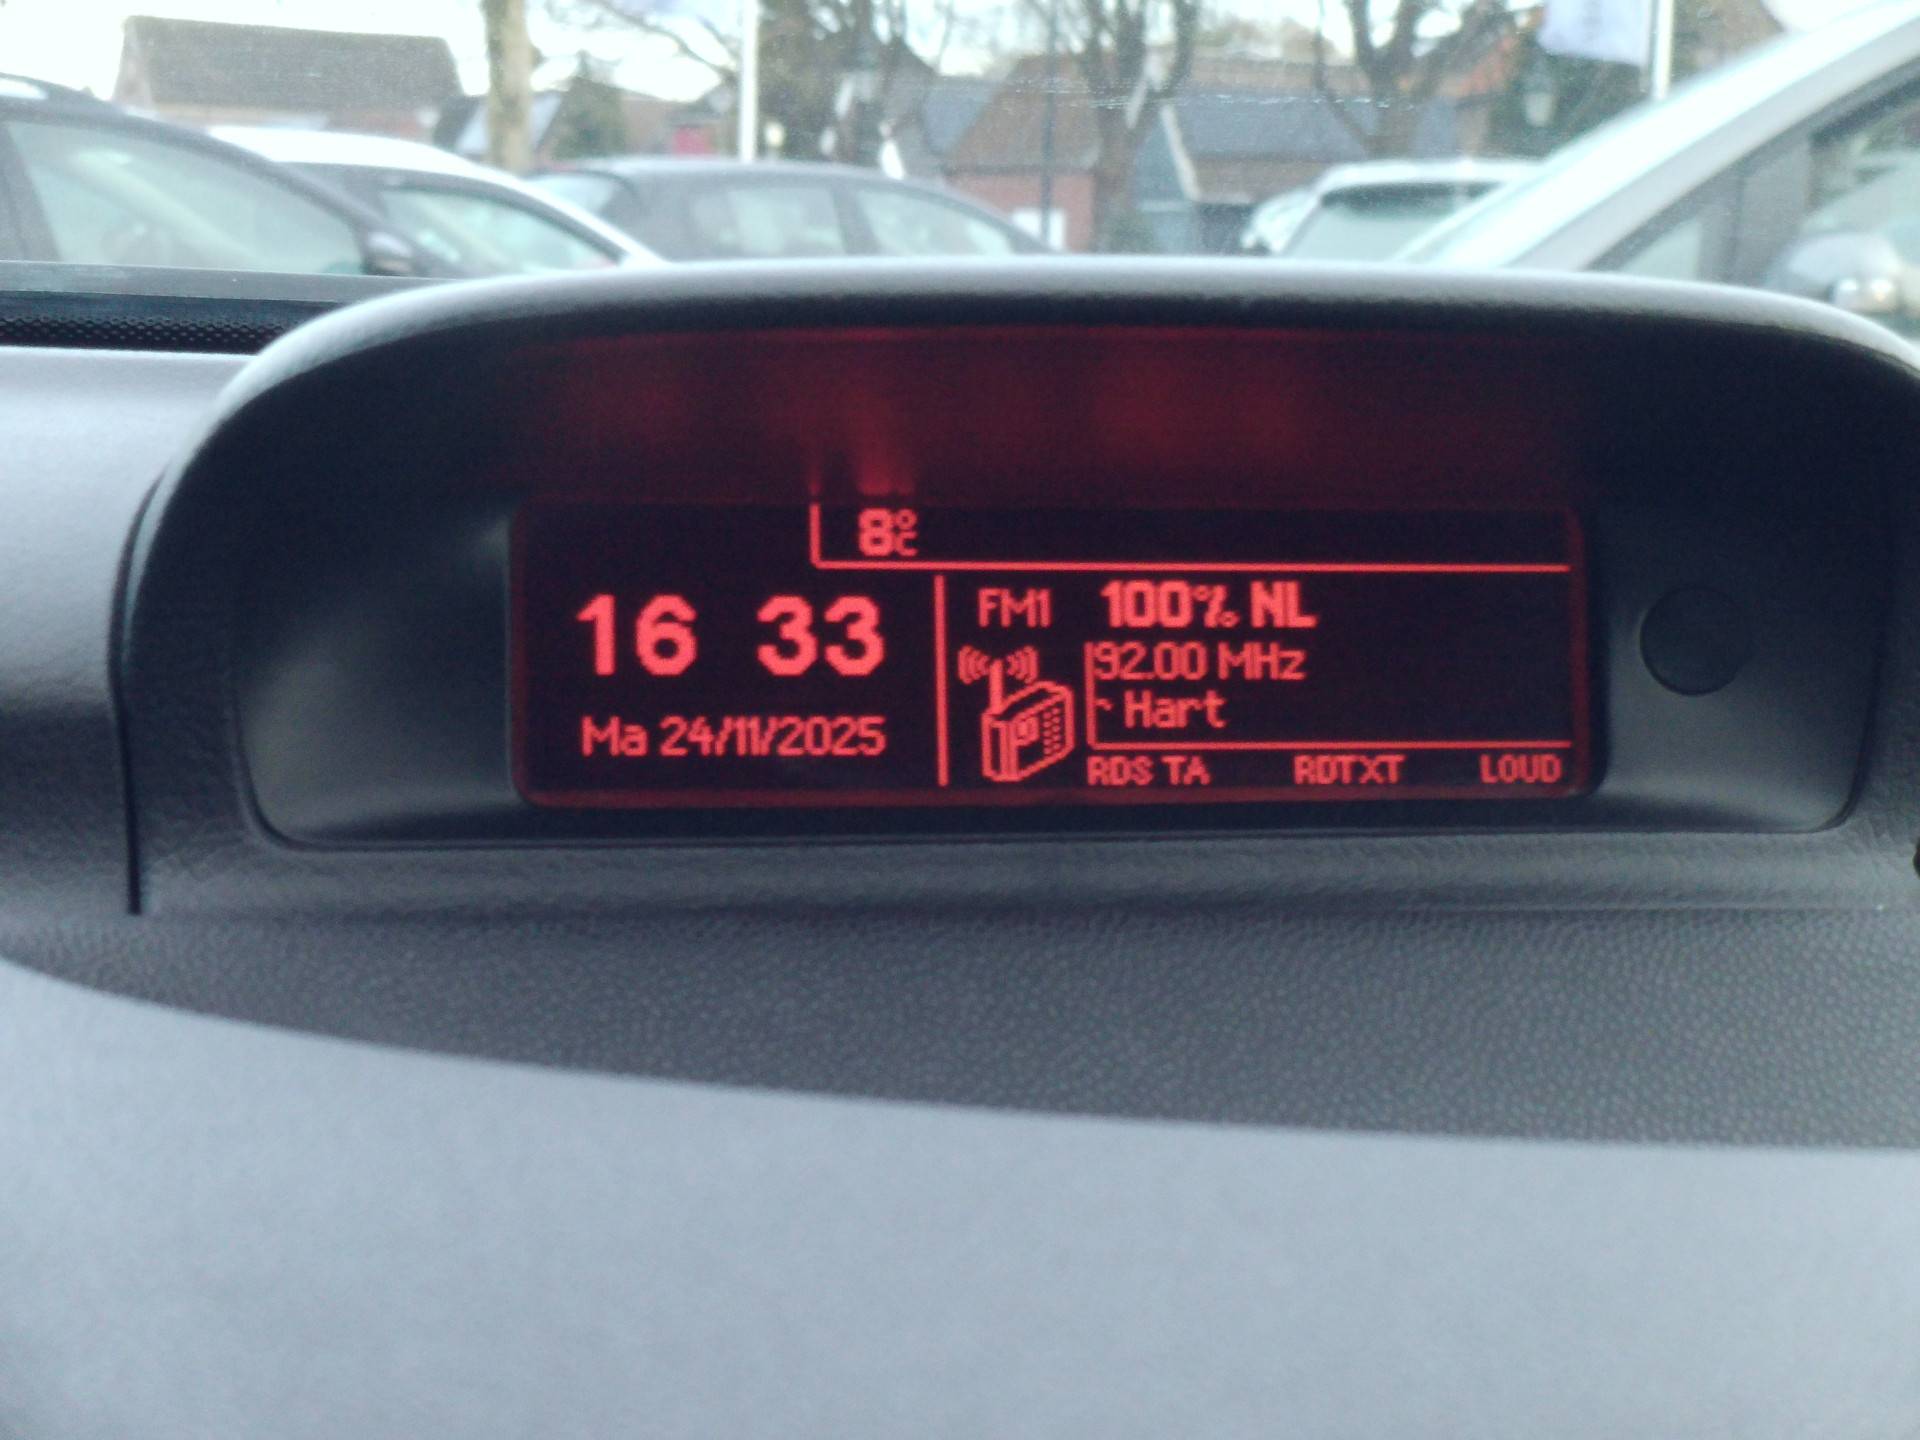 8°C
16 33
Ma 24/11/2025
FM1 100% NL
92.00 MHz
~ Hart
RDS TA RDTXT LOUD